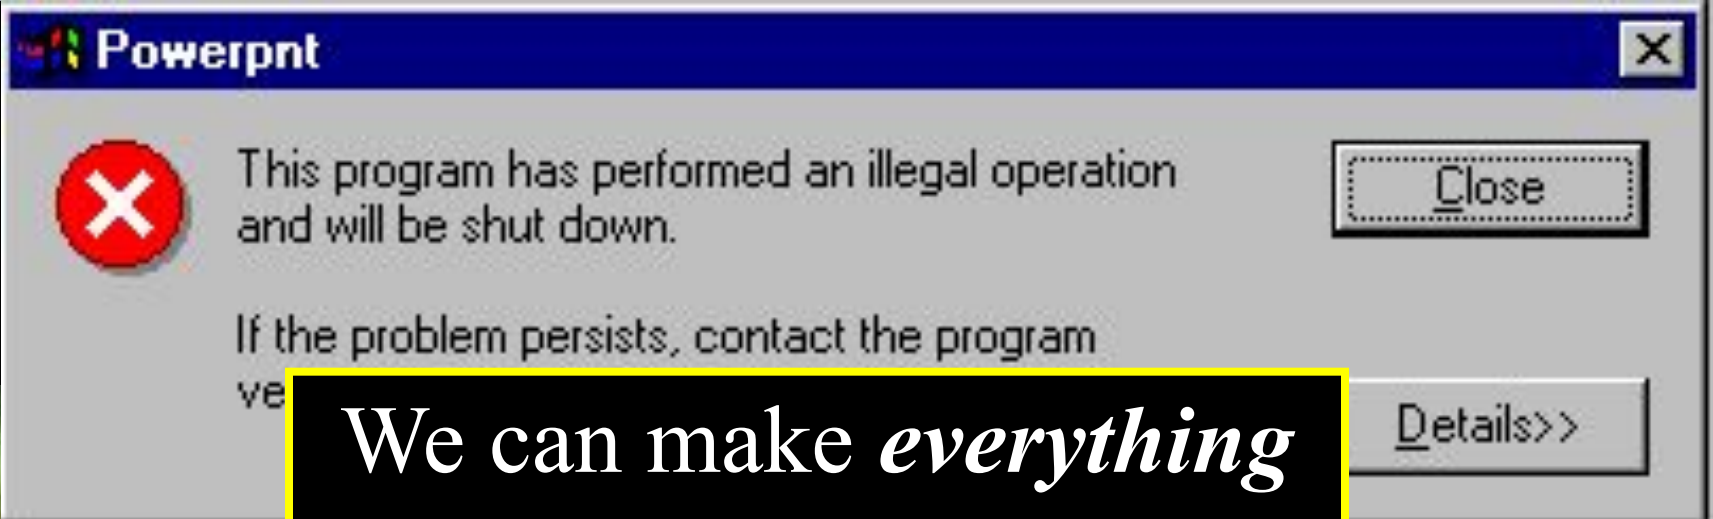 Powerpnt
This program has performed an illegal operation
and will be shut down.
Close
If the problem persists, contact the program
ve
Details>>
We can make everything